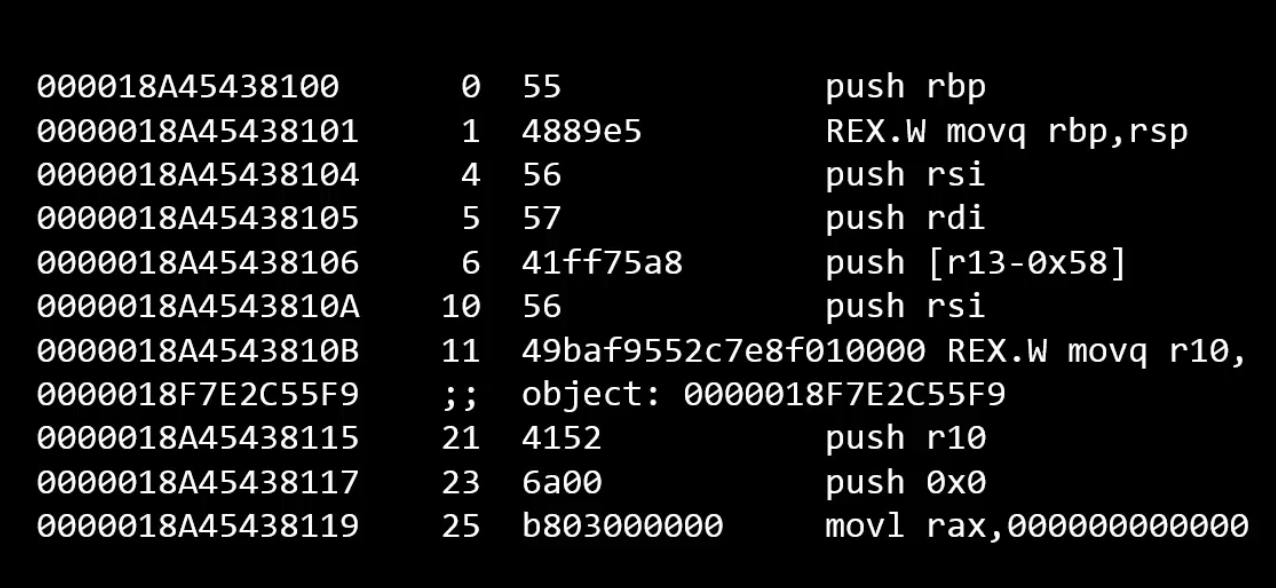 000018A45438100 0 55 push rbp
0000018A45438101 1 4889e5 REX.W movq rbp,rsp
0000018A45438104 4 56 push rsi
0000018A45438105 5 57 push rdi
0000018A45438106 6 41ff75a8 push [r13-0x58]
0000018A4543810A 10 56 push rsi
0000018A4543810B 11 49baf9552c7e8f010000 REX.W movq r10,
0000018F7E2C55F9 ;; object: 0000018F7E2C55F9
0000018A45438115 21 4152 push r10
0000018A45438117 23 6a00 push 0x0
0000018A45438119 25 b803000000 movl rax,000000000000